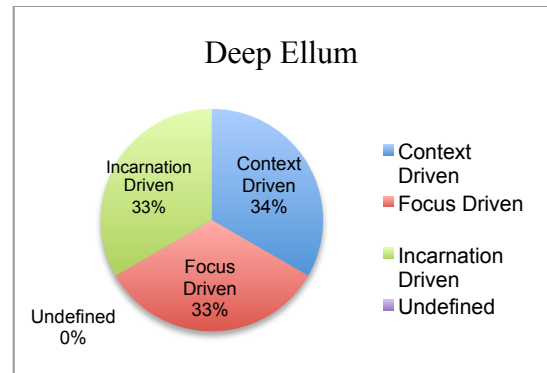 Deep Ellum
Incarnation
Driven
33%
Context
Driven
34%
Focus
Driven
33%
Undefined
0%
Context
Driven
Focus Driven
Incarnation
Driven
Undefined